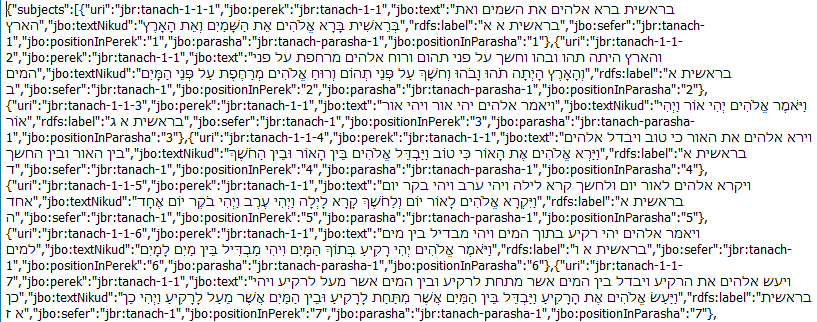 {"subjects":[{"uri":"jbr:tanach-1-1-1","jbo:perek":"jbr:tanach-1-1","jbo:text":"בראשית ברא אלהים את השמים ואת
הארץ","jbo:textNikud":"בְּרֵאשִׁית בָּרָא אֱלֹהִים אֵת הַשָּׁמַיִם וְאֵת הָאָרֶץ","rdfs:label":"בראשית א א","jbo:sefer":"jbr:tanach-
1","jbo:positionInPerek":"1","jbo:parasha":"jbr:tanach-parasha-1","jbo:positionInParasha":"1"},{"uri":"jbr:tanach-1-1-
2","jbo:perek":"jbr:tanach-1-1","jbo:text":"והארץ היתה תהו ובהו וחשך על פני תהום ורוח אלהים מרחפת על פני
המים","jbo:textNikud":"וְהָאָרֶץ הָיְתָה תֹהוּ וָבֹהוּ וְחֹשֶׁךְ עַל פְּנֵי תְהוֹם וְרוּחַ אֱלֹהִים מְרַחֶפֶת עַל פְּנֵי הַמָּיִם","rdfs:label":"בראשית א
ב","jbo:sefer":"jbr:tanach-1","jbo:positionInPerek":"2","jbo:parasha":"jbr:tanach-parasha-1","jbo:positionInParasha":"2"},
{"uri":"jbr:tanach-1-1-3","jbo:perek":"jbr:tanach-1-1","jbo:text":"ויאמר אלהים יהי אור ויהי אור","jbo:textNikud":"וַיֹּאמֶר אֱלֹהִים יְהִי אוֹר וַיְהִי
אוֹר","rdfs:label":"בראשית א ג","jbo:sefer":"jbr:tanach-1","jbo:positionInPerek":"3","jbo:parasha":"jbr:tanach-parasha-
1","jbo:positionInParasha":"3"},{"uri":"jbr:tanach-1-1-4","jbo:perek":"jbr:tanach-1-1","jbo:text":"וירא אלהים את האור כי טוב ויבדל אלהים
בין האור ובין החשך","jbo:textNikud":"וַיַּרְא אֱלֹהִים אֶת הָאוֹר כִּי טוֹב וַיַּבְדֵּל אֱלֹהִים בֵּין הָאוֹר וּבֵין הַחֹשֶׁךְ","rdfs:label":"בראשית א
ד","jbo:sefer":"jbr:tanach-1","jbo:positionInPerek":"4","jbo:parasha":"jbr:tanach-parasha-1","jbo:positionInParasha":"4"},
{"uri":"jbr:tanach-1-1-5","jbo:perek":"jbr:tanach-1-1","jbo:text":"ויקרא אלהים לאור יום ולחשך קרא לילה ויהי ערב ויהי בקר יום
אחד","jbo:textNikud":"וַיִּקְרָא אֱלֹהִים לָאוֹר יוֹם וְלַחֹשֶׁךְ קָרָא לָיְלָה וַיְהִי עֶרֶב וַיְהִי בֹקֶר יוֹם אֶחָד","rdfs:label":"בראשית א
ה","jbo:sefer":"jbr:tanach-1","jbo:positionInPerek":"5","jbo:parasha":"jbr:tanach-parasha-1","jbo:positionInParasha":"5"},
{"uri":"jbr:tanach-1-1-6","jbo:perek":"jbr:tanach-1-1","jbo:text":"ויאמר אלהים יהי רקיע בתוך המים ויהי מבדיל בין מים
למים","jbo:textNikud":"וַיֹּאמֶר אֱלֹהִים יְהִי רָקִיעַ בְּתוֹךְ הַמָּיִם וִיהִי מַבְדִּיל בֵּין מַיִם לָמָיִם","rdfs:label":"בראשית א ו","jbo:sefer":"jbr:tanach-
1","jbo:positionInPerek":"6","jbo:parasha":"jbr:tanach-parasha-1","jbo:positionInParasha":"6"},{"uri":"jbr:tanach-1-1-
7","jbo:perek":"jbr:tanach-1-1","jbo:text":"ויעש אלהים את הרקיע ויבדל בין המים אשר מתחת לרקיע ובין המים אשר מעל לרקיע ויהי
כן","jbo:textNikud":"וַיַּעַשׂ אֱלֹהִים אֶת הָרָקִיעַ וַיַּבְדֵּל בֵּין הַמַּיִם אֲשֶׁר מִתַּחַת לָרָקִיעַ וּבֵין הַמַּיִם אֲשֶׁר מֵעַל לָרָקִיעַ וַיְהִי כֵן","rdfs:label":"בראשית
א ז","jbo:sefer":"jbr:tanach-1","jbo:positionInPerek":"7","jbo:parasha":"jbr:tanach-parasha-1","jbo:positionInParasha":"7"},